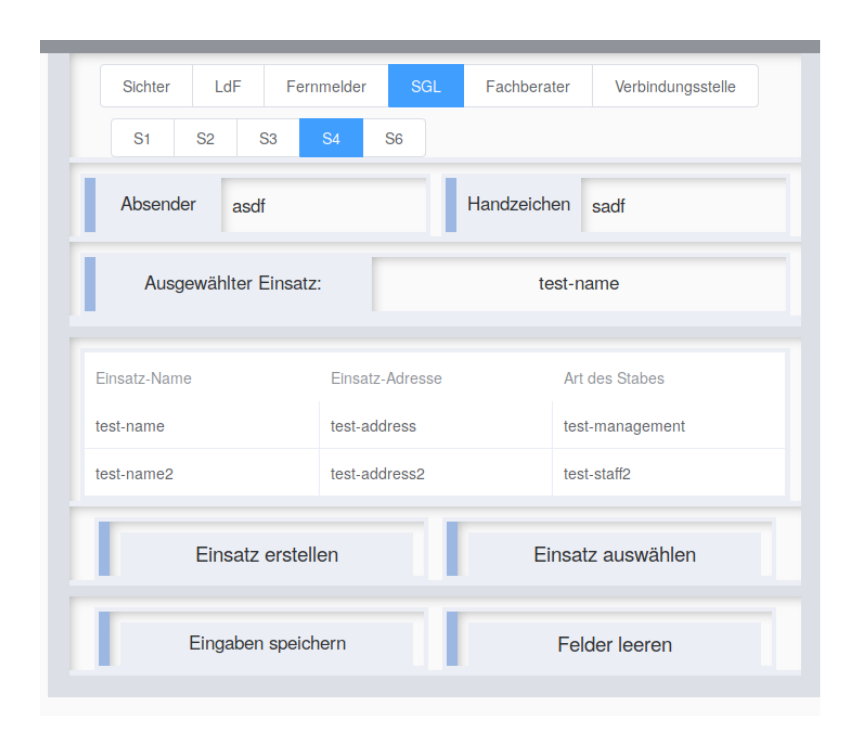 Sichter LdF Fernmelder SGL Fachberater Verbindungsstelle
S1 S2 S3 S4 S6
Absender asdf Handzeichen sadf
Ausgewählter Einsatz: test-name
Einsatz-Name Einsatz-Adresse Art des Stabes
test-name test-address test-management
test-name2 test-address2 test-staff2
Einsatz erstellen Einsatz auswählen
Eingaben speichern Felder leeren